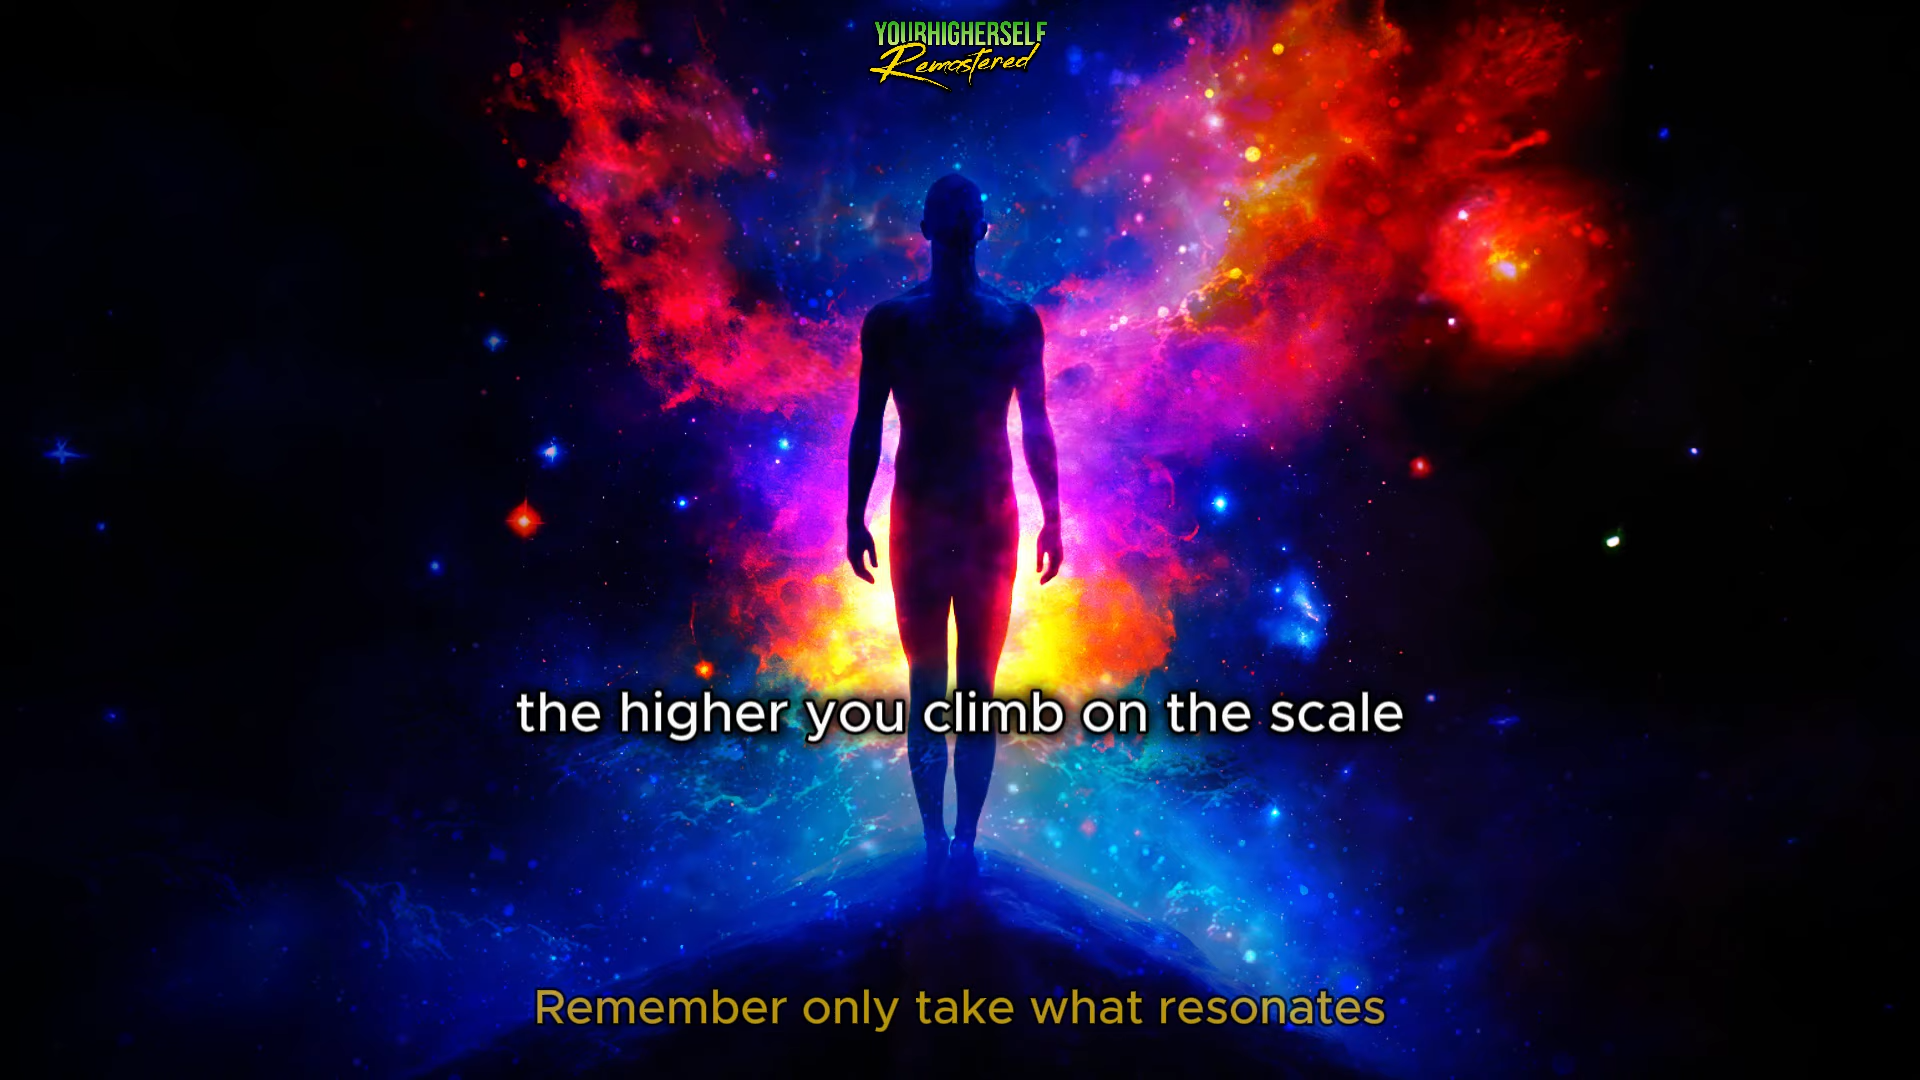 YOURHIGHERSELF
Remastered
the higher you climb on the scale
Remember only take what resonates